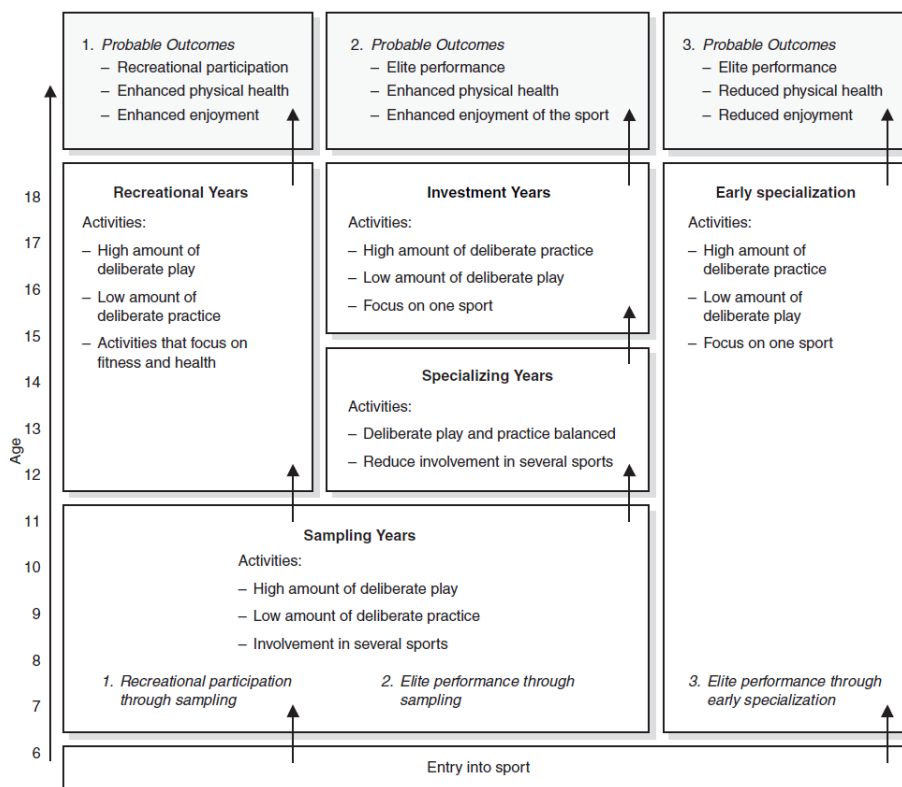 1. Probable Outcomes
– Recreational participation
– Enhanced physical health
– Enhanced enjoyment
2. Probable Outcomes
– Elite performance
– Enhanced physical health
– Enhanced enjoyment of the sport
3. Probable Outcomes
– Elite performance
– Reduced physical health
– Reduced enjoyment
Recreational Years
Activities:
– High amount of
deliberate play
– Low amount of
deliberate practice
– Activities that focus on
fitness and health
Investment Years
Activities:
– High amount of deliberate practice
– Low amount of deliberate play
– Focus on one sport
Early specialization
Activities:
– High amount of
deliberate practice
– Low amount of
deliberate play
– Focus on one sport
Specializing Years
Activities:
– Deliberate play and practice balanced
– Reduce involvement in several sports
Sampling Years
Activities:
– High amount of deliberate play
– Low amount of deliberate practice
– Involvement in several sports
1. Recreational participation
through sampling
2. Elite performance through
sampling
3. Elite performance through
early specialization
Entry into sport
Age
18
17
16
15
14
13
12
11
10
9
8
7
6